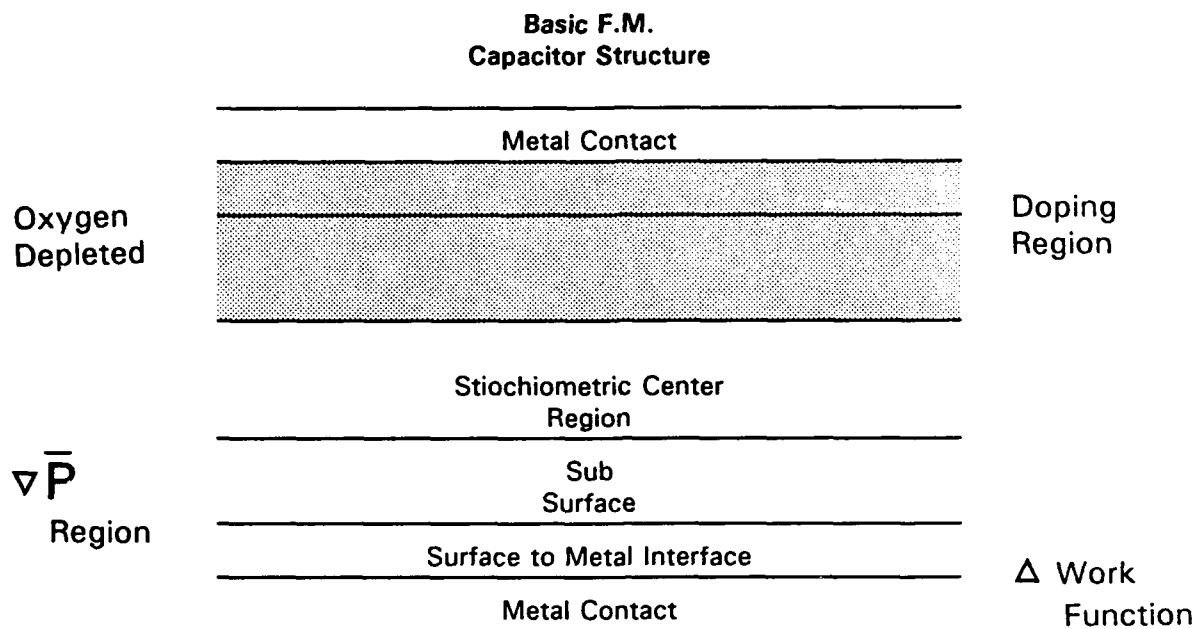 Basic F.M.
Capacitor Structure
Metal Contact
Oxygen
Depleted
Doping
Region
Stiochiometric Center
Region
∇ P̅
Region
Sub
Surface
Surface to Metal Interface
Δ Work
Function
Metal Contact